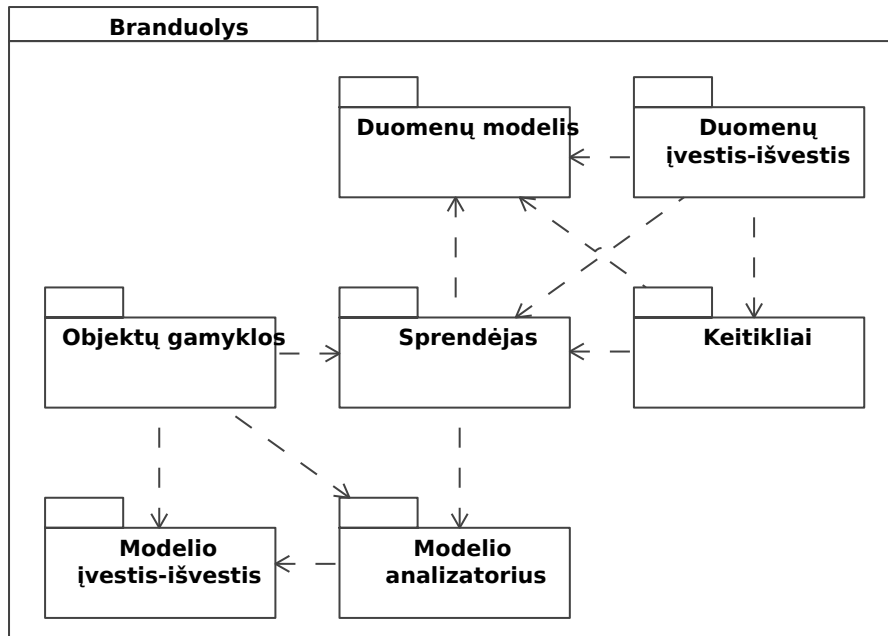 Branduolys
Duomenų modelis
Duomenų
įvestis-išvestis
Objektų gamyklos
Sprendėjas
Keitikliai
Modelio
įvestis-išvestis
Modelio
analizatorius